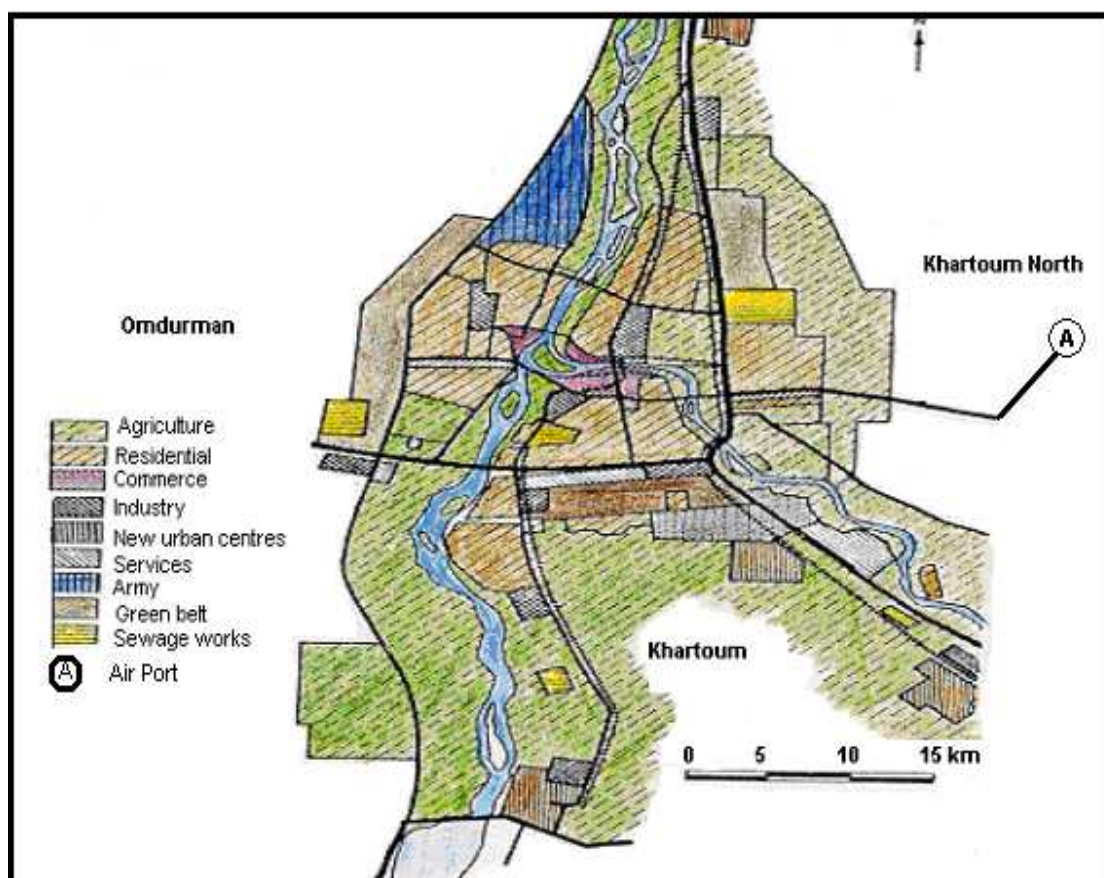 Khartoum North
A
Omdurman
Agriculture
Residential
Commerce
Industry
New urban centres
Services
Army
Green belt
Sewage works
A Air Port
Khartoum
0 5 10 15 km